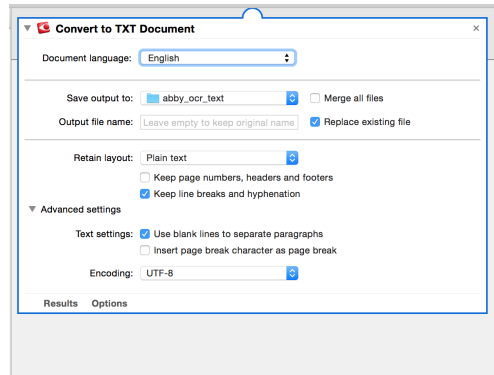 Convert to TXT Document
Document language: English
Save output to: abby_ocr_text Merge all files
Output file name: Leave empty to keep original name Replace existing file
Retain layout: Plain text
Keep page numbers, headers and footers
Keep line breaks and hyphenation
Advanced settings
Text settings: Use blank lines to separate paragraphs
Insert page break character as page break
Encoding: UTF-8
Results Options